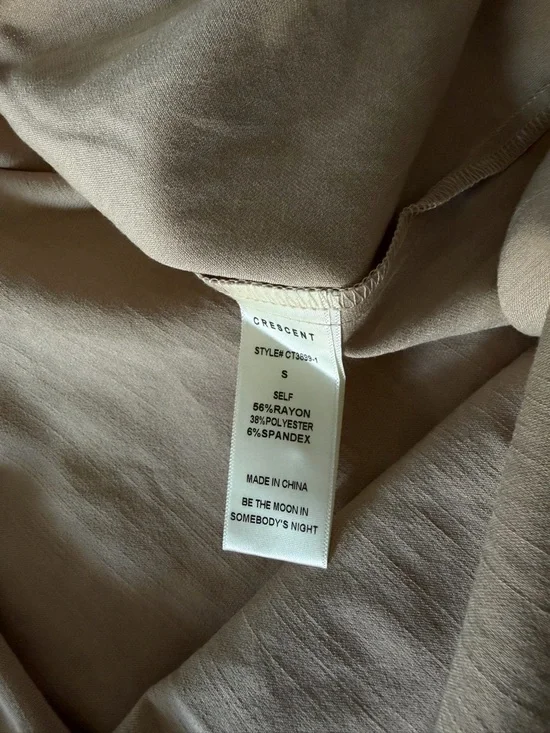 CRESCENT
STYLE# CT3639-1
S
SELF
56%RAYON
38%POLYESTER
6%SPANDEX
MADE IN CHINA
BE THE MOON IN
SOMEBODY'S NIGHT